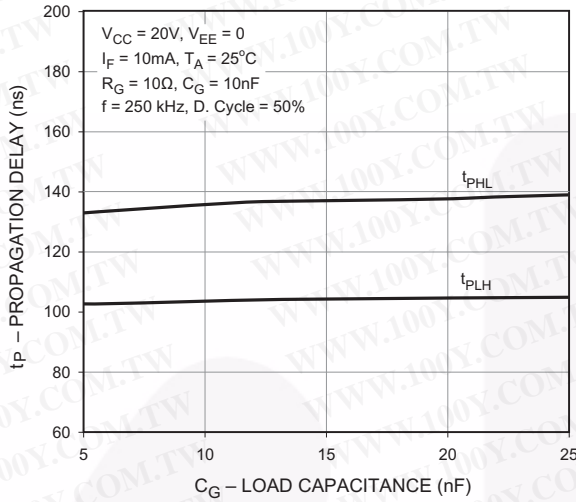 200
180
160
140
120
100
80
60
5
10
15
20
25
t_P – PROPAGATION DELAY (ns)
C_G – LOAD CAPACITANCE (nF)
V_CC = 20V, V_EE = 0
I_F = 10mA, T_A = 25°C
R_G = 10Ω, C_G = 10nF
f = 250 kHz, D. Cycle = 50%
t_PHL
t_PLH
WWW.100Y.COM.TW